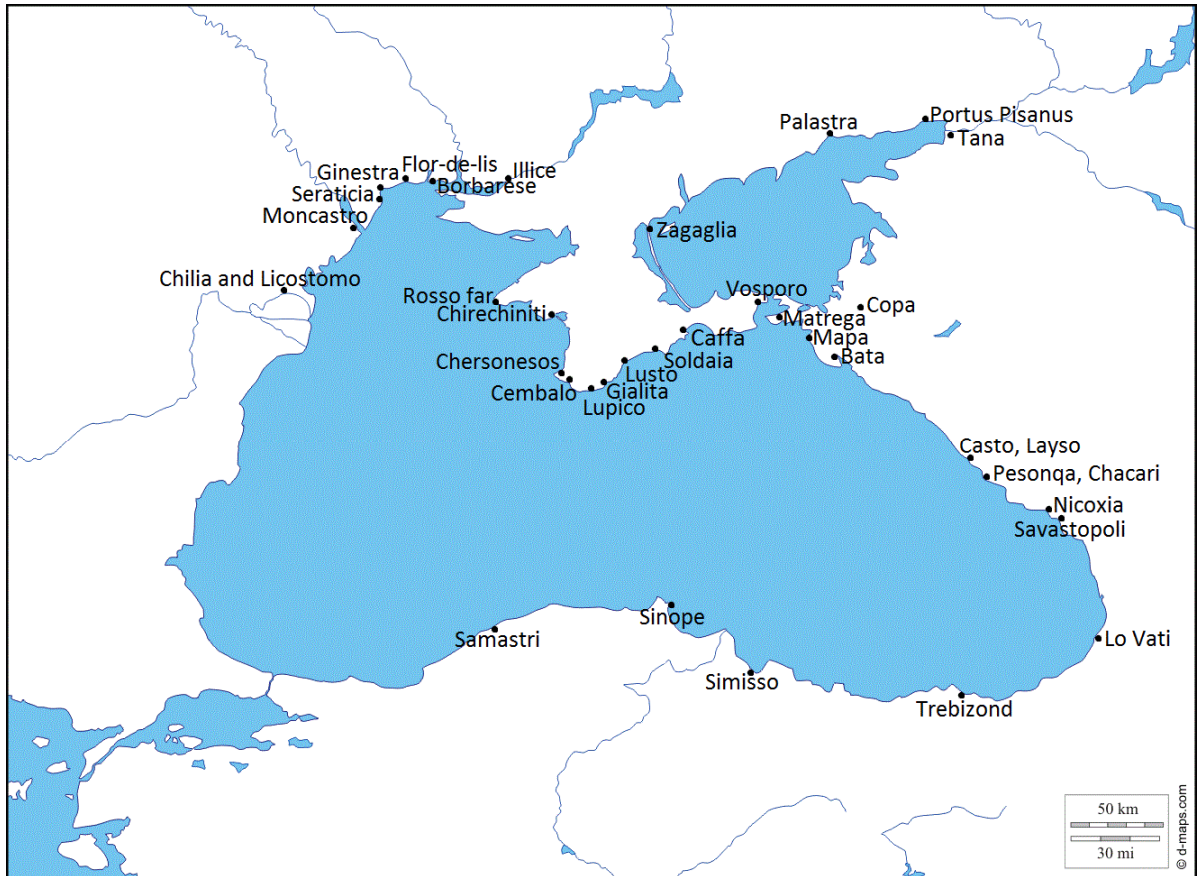 Portus Pisanus
Palastra
Tana
Flor-de-lis
Illice
Ginestra
Borbarese
Seraticia
Moncastro
Zagaglia
Chilia and Licostomo
Vosporo
Rosso far
Copa
Chirechiniti
Matrega
Caffa
Mapa
Soldaia
Bata
Chersonesos
Lusto
Cembalo
Gialita
Lupico
Casto, Layso
Pesonqa, Chacari
Nicoxia
Savastopoli
Sinope
Samastri
Lo Vati
Simisso
Trebizond
50 km
30 mi
© d-maps.com